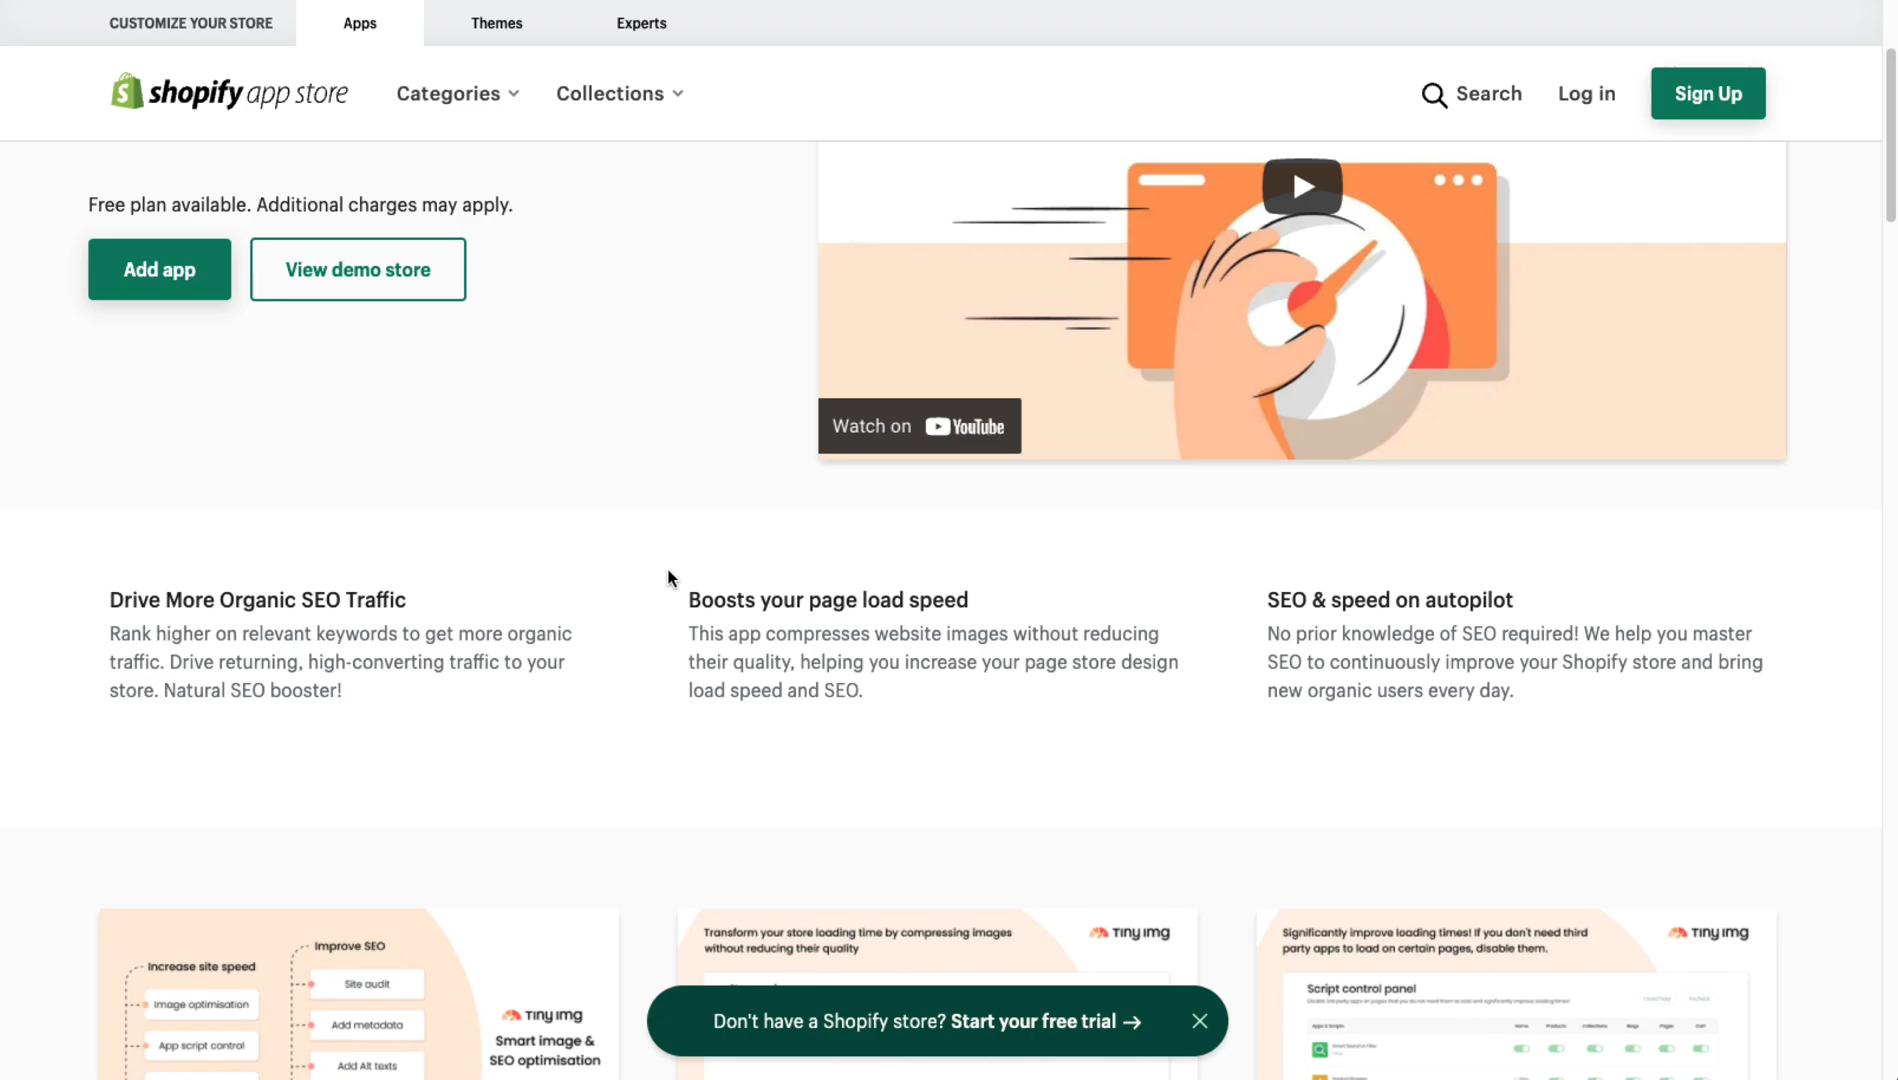 CUSTOMIZE YOUR STORE
Apps
Themes
Experts
shopify app store
Categories
Collections
Search
Log in
Sign Up
Free plan available. Additional charges may apply.
Add app
View demo store
Watch on YouTube
Drive More Organic SEO Traffic
Rank higher on relevant keywords to get more organic
traffic. Drive returning, high-converting traffic to your
store. Natural SEO booster!
Boosts your page load speed
This app compresses website images without reducing
their quality, helping you increase your page store design
load speed and SEO.
SEO & speed on autopilot
No prior knowledge of SEO required! We help you master
SEO to continuously improve your Shopify store and bring
new organic users every day.
Increase site speed
Image optimisation
App script control
Improve SEO
Site audit
Add metadata
Add Alt texts
Tiny Img
Smart image &
SEO optimisation
Transform your store loading time by compressing images
without reducing their quality
Tiny Img
Significantly improve loading times! If you don't need third
party apps to load on certain pages, disable them.
Tiny Img
Script control panel
Home
Products
Collections
Blogs
Pages
Cart
Don't have a Shopify store? Start your free trial →